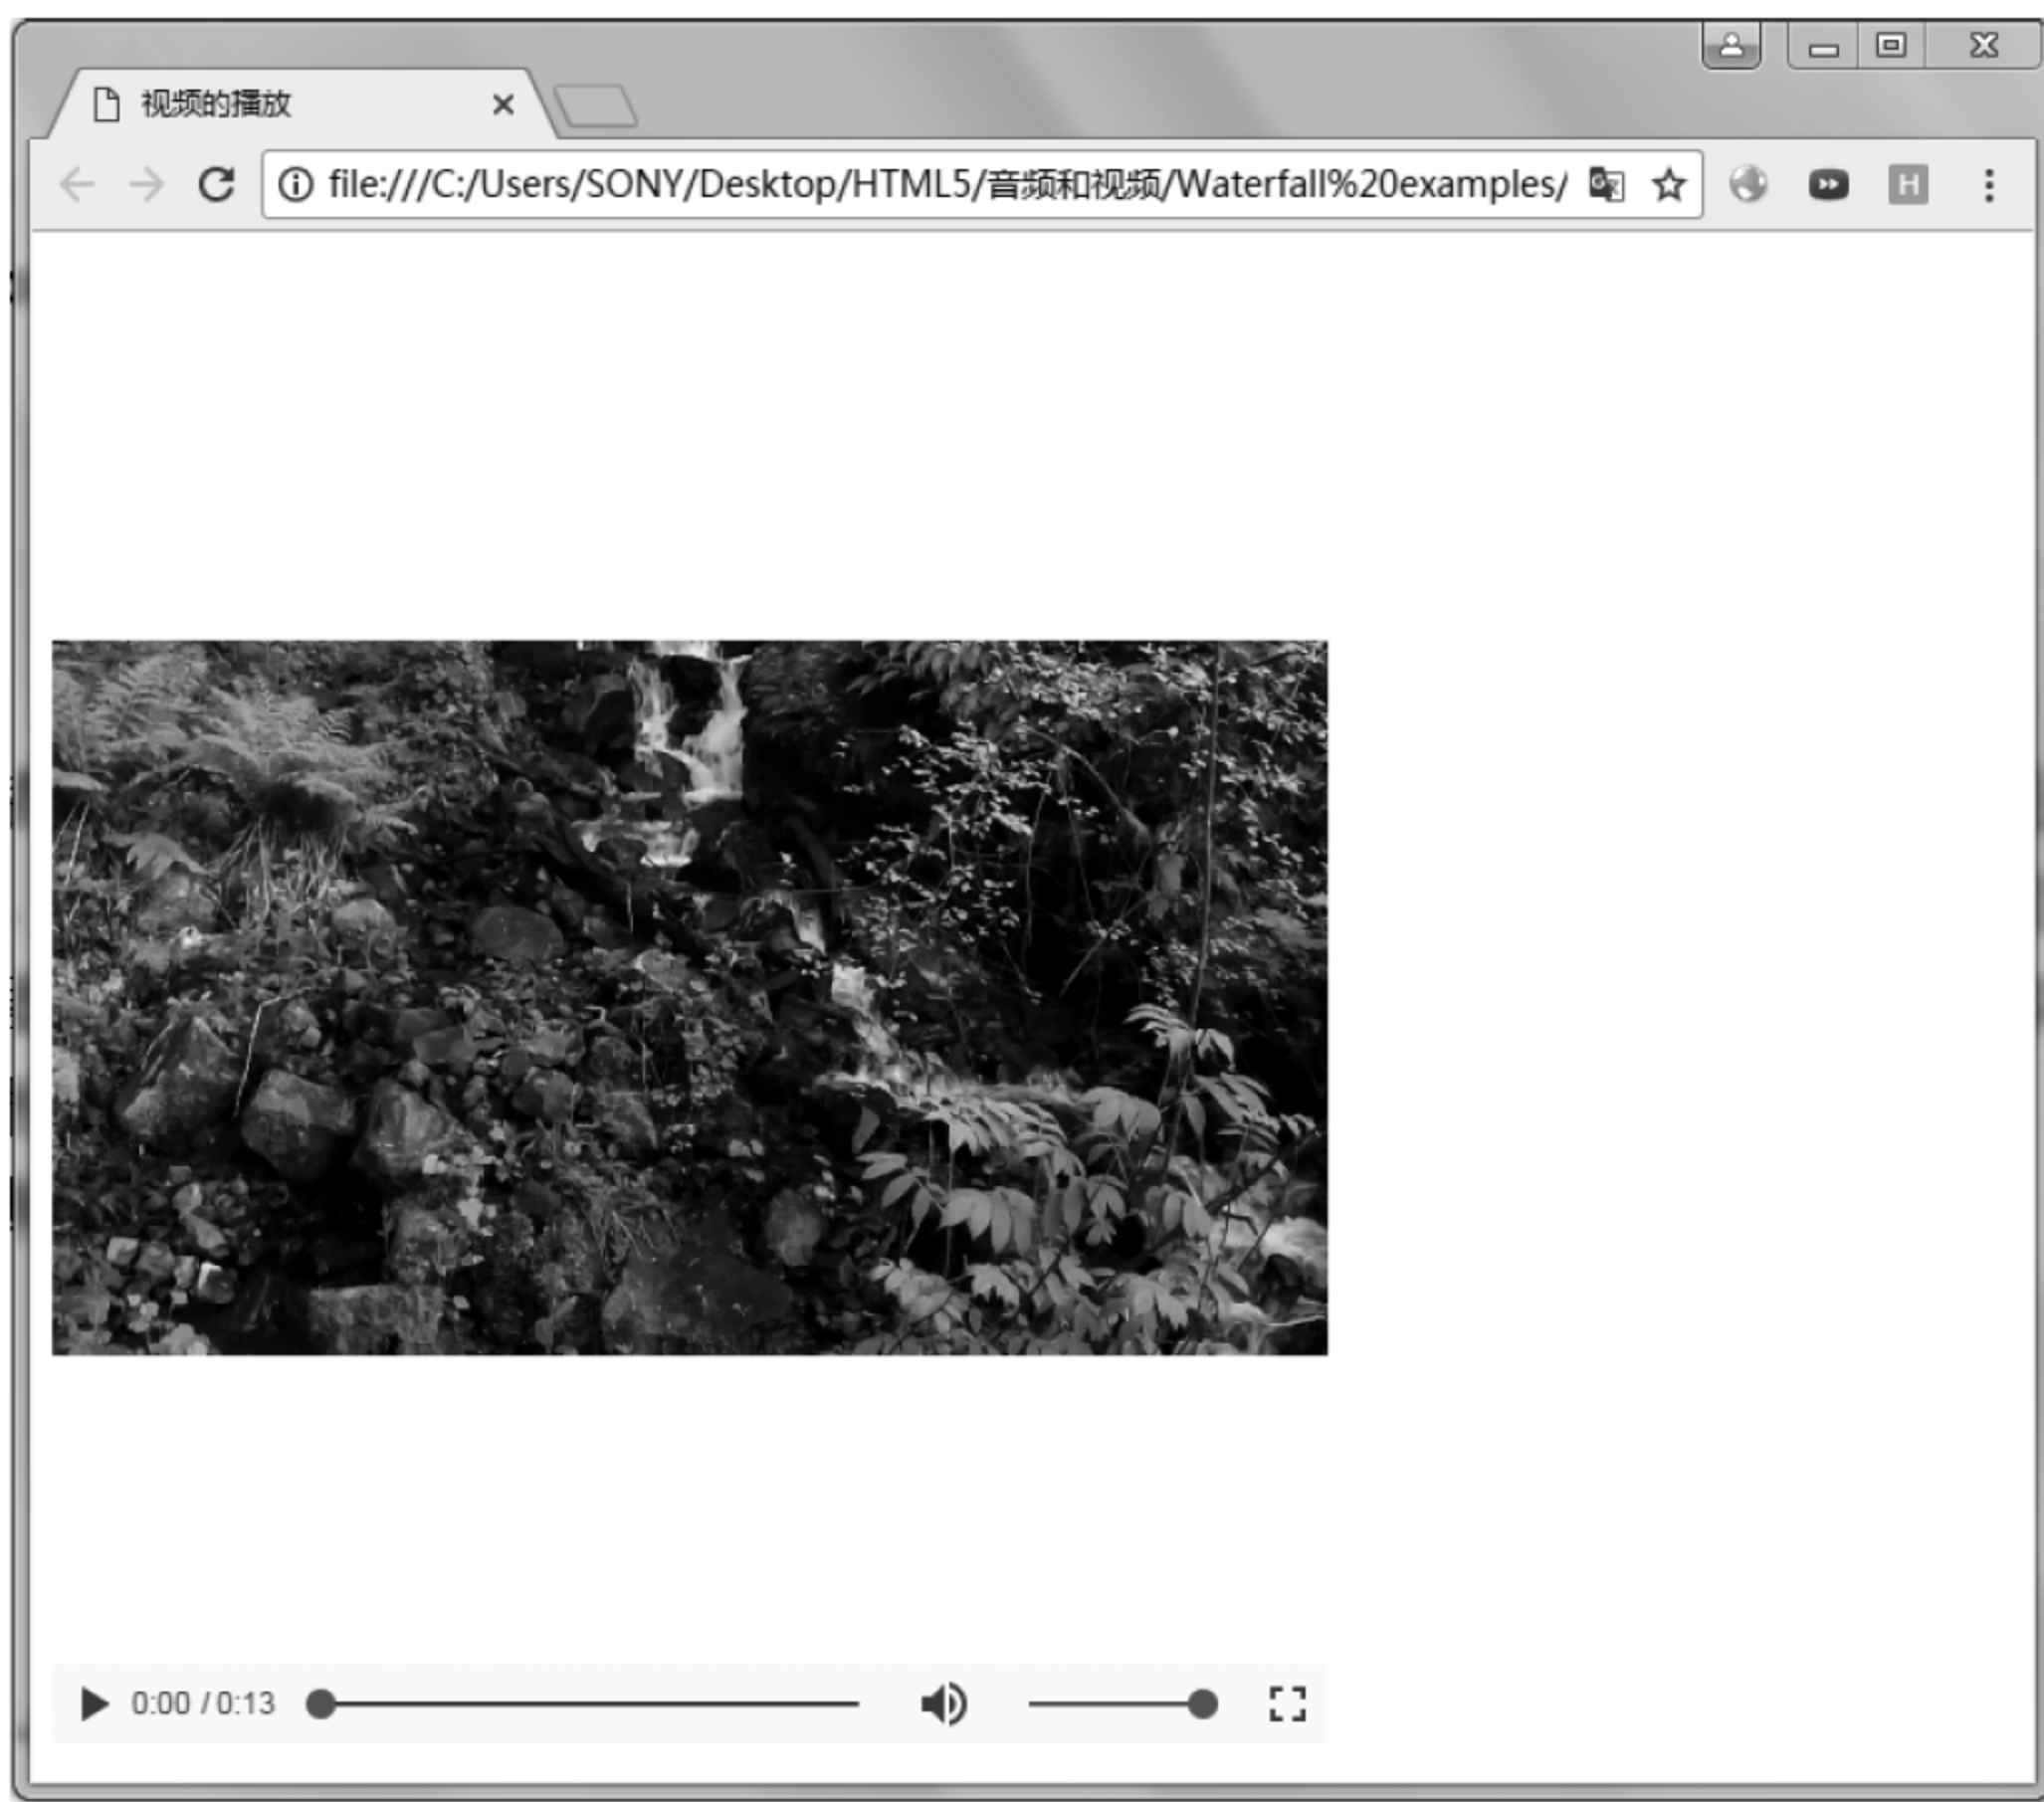 视频的播放
file:///C:/Users/SONY/Desktop/HTML5/音频和视频/Waterfall%20examples/
H
0:00 / 0:13